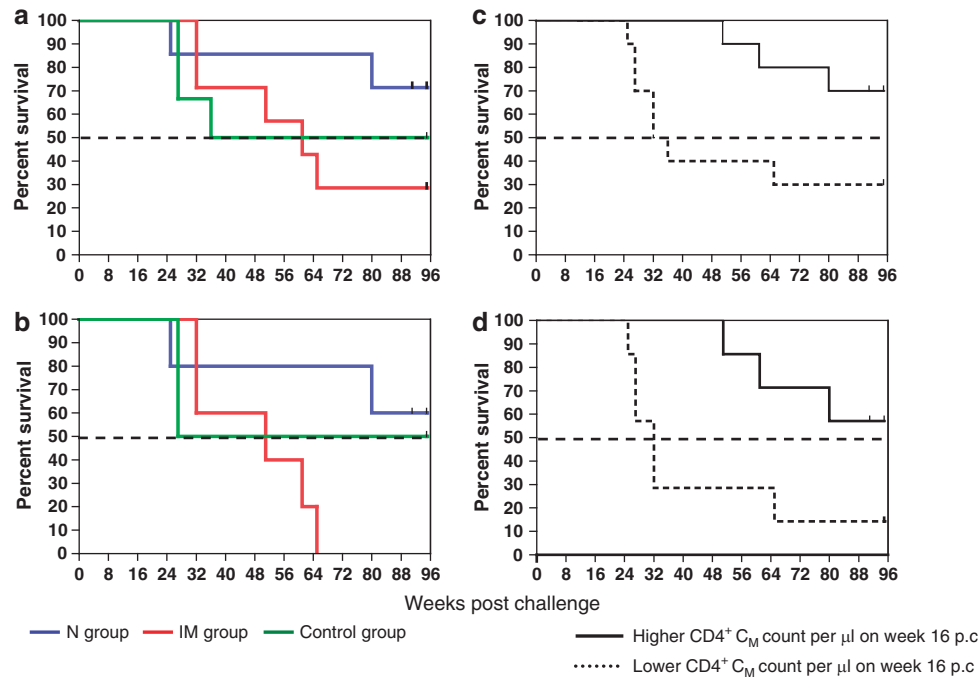 a
Percent survival
100
90
80
70
60
50
40
30
20
10
0
0 8 16 24 32 40 48 56 64 72 80 88 96
c
Percent survival
100
90
80
70
60
50
40
30
20
10
0
0 8 16 24 32 40 48 56 64 72 80 88 96
b
Percent survival
100
90
80
70
60
50
40
30
20
10
0
0 8 16 24 32 40 48 56 64 72 80 88 96
d
Percent survival
100
90
80
70
60
50
40
30
20
10
0
0 8 16 24 32 40 48 56 64 72 80 88 96
Weeks post challenge
N group IM group Control group
Higher CD4⁺ C_M count per µl on week 16 p.c
Lower CD4⁺ C_M count per µl on week 16 p.c